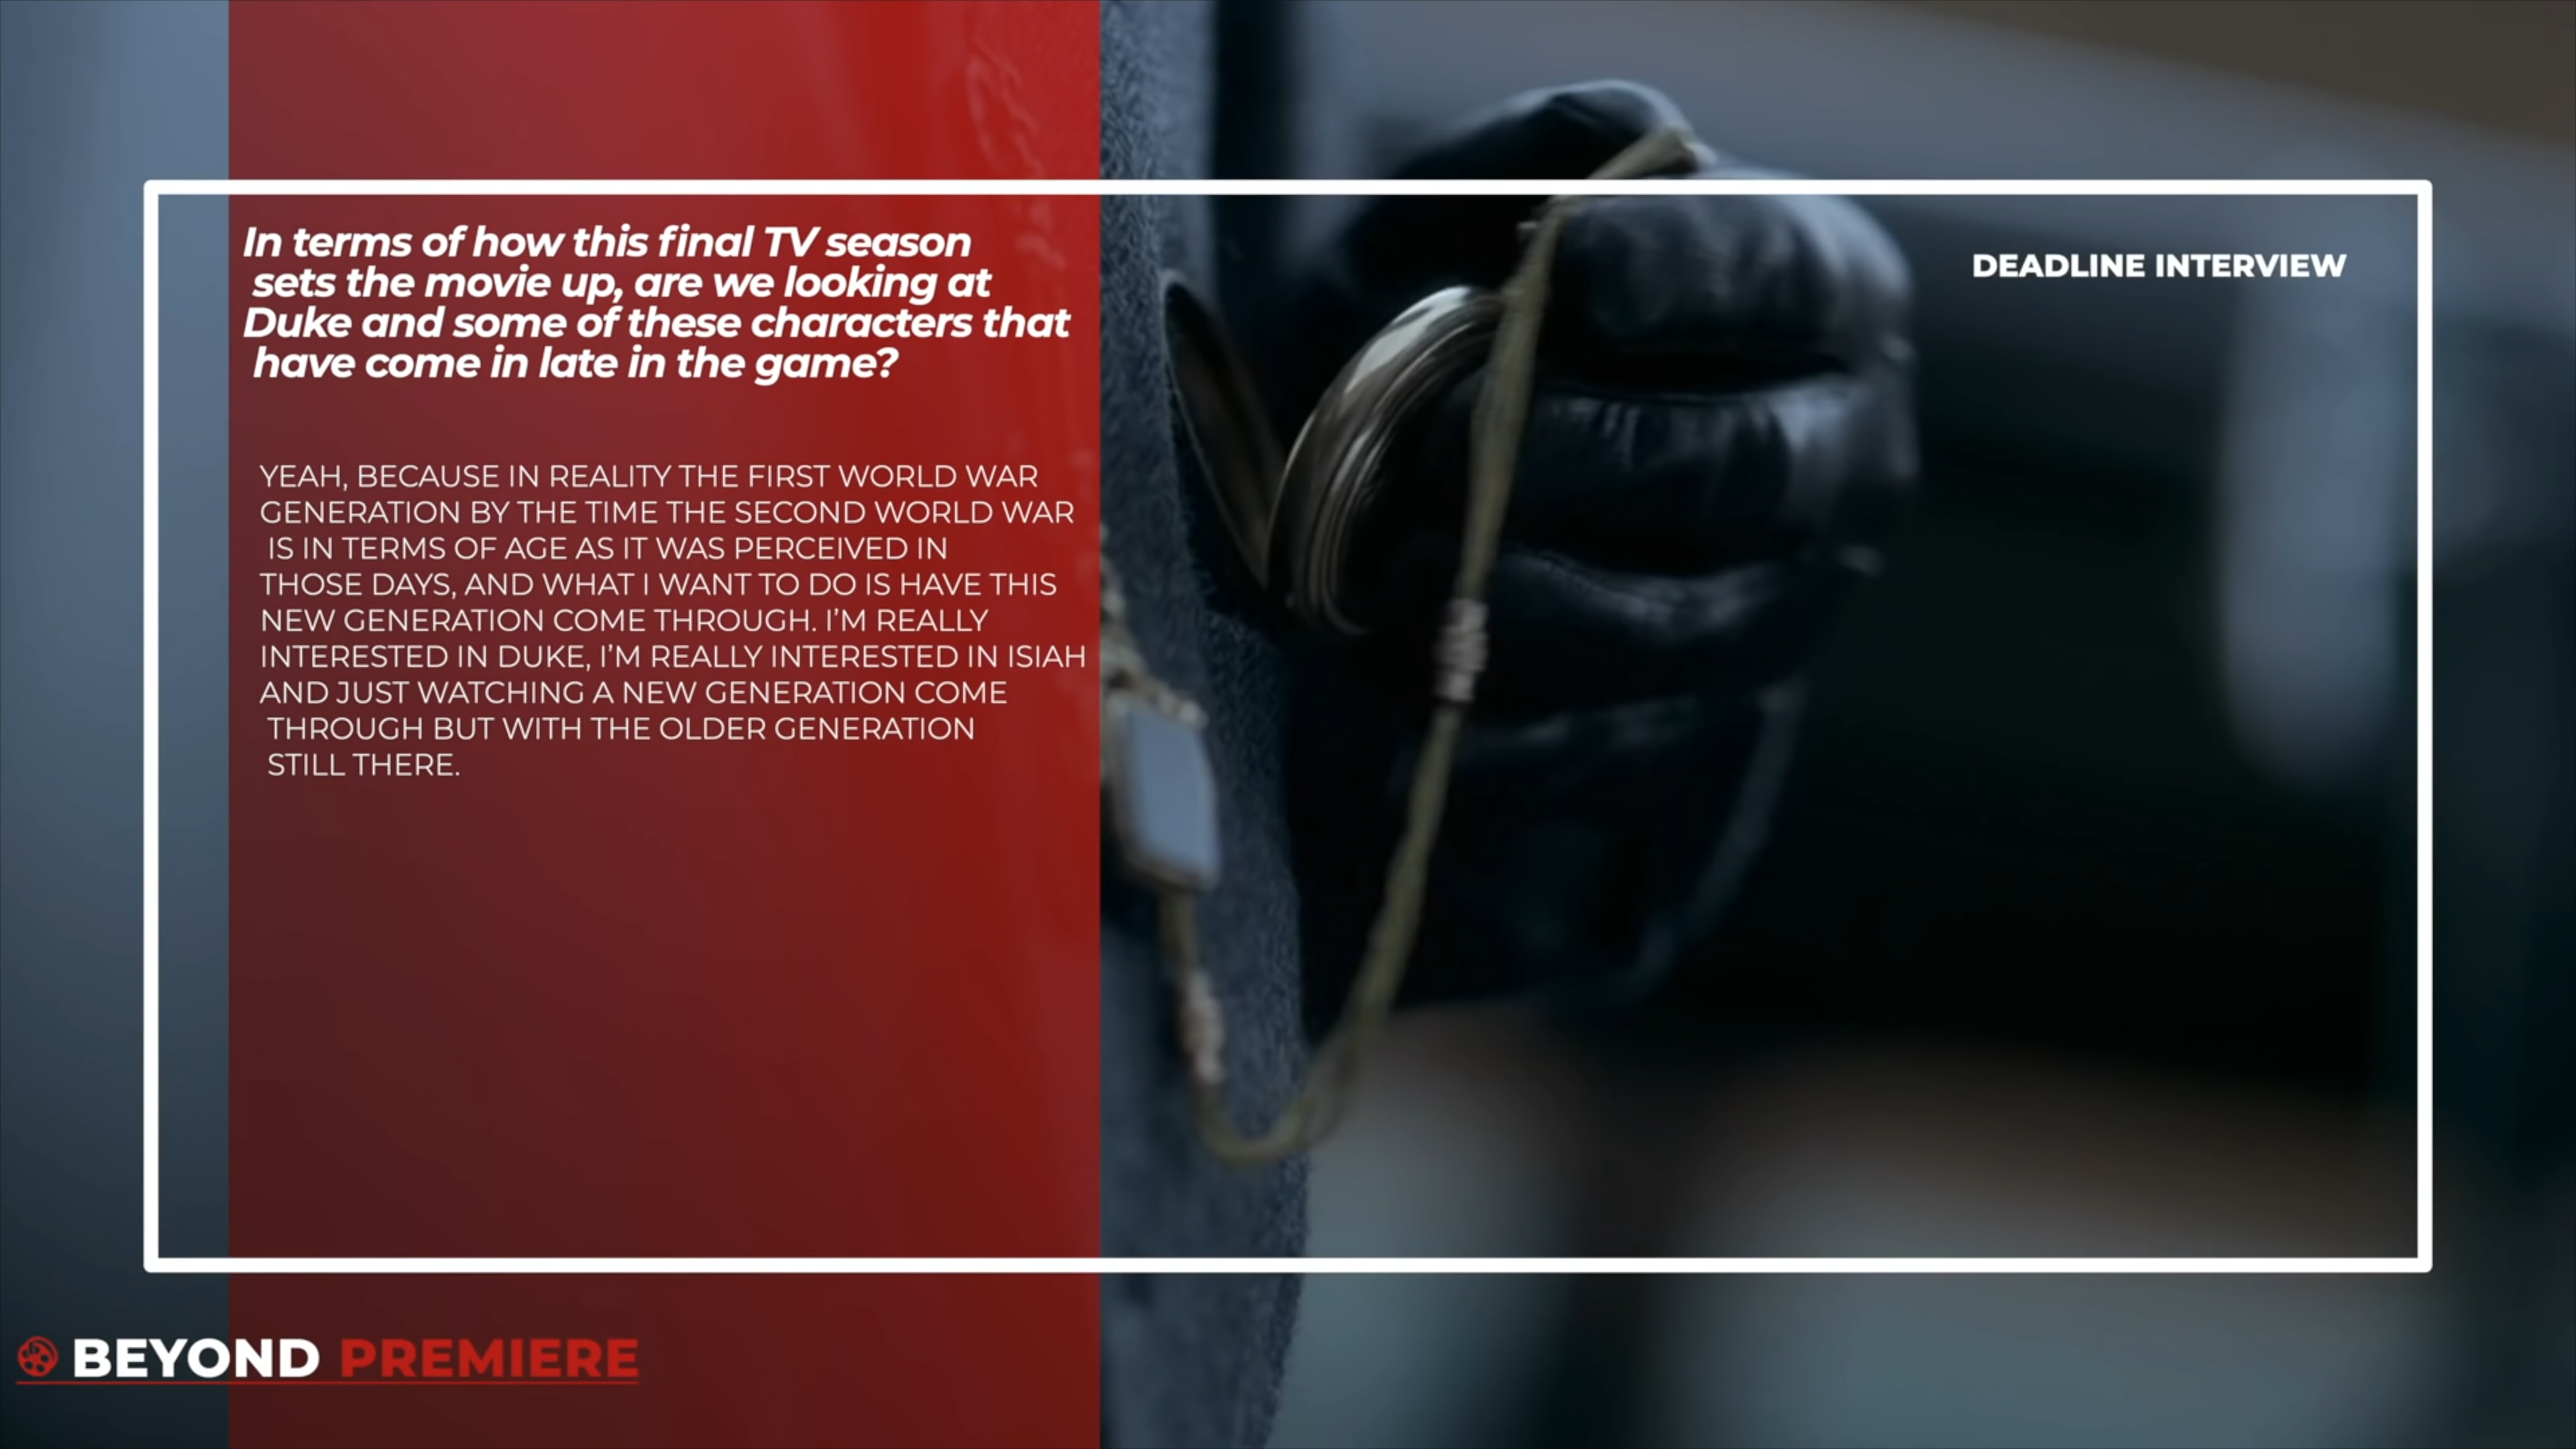 In terms of how this final TV season
sets the movie up, are we looking at
Duke and some of these characters that
have come in late in the game?
DEADLINE INTERVIEW
YEAH, BECAUSE IN REALITY THE FIRST WORLD WAR
GENERATION BY THE TIME THE SECOND WORLD WAR
IS IN TERMS OF AGE AS IT WAS PERCEIVED IN
THOSE DAYS, AND WHAT I WANT TO DO IS HAVE THIS
NEW GENERATION COME THROUGH. I'M REALLY
INTERESTED IN DUKE, I'M REALLY INTERESTED IN ISIAH
AND JUST WATCHING A NEW GENERATION COME
THROUGH BUT WITH THE OLDER GENERATION
STILL THERE.
BEYOND PREMIERE